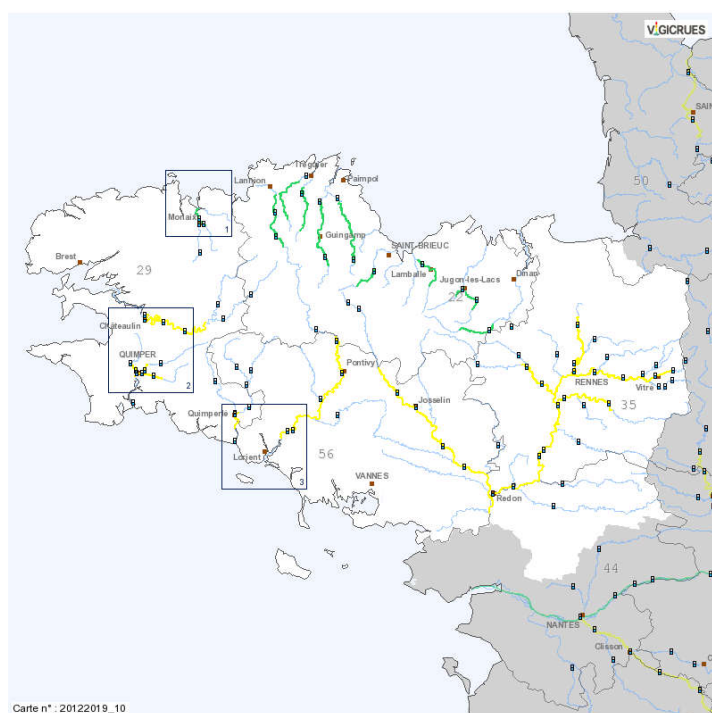 VIGICRUES
SAIN
50
Tréguier
Lannion
Paimpol
Morlaix
1
Guingamp
SAINT-BRIEUC
Brest
29
Lamballe
Jugon-les-Lacs
22
Dinan
Châteaulin
QUIMPER
2
Pontivy
RENNES
Vitré
Quimperlé
Josselin
35
Lorient
56
3
VANNES
Redon
44
NANTES
Clisson
C
Carte n° : 20122019_10